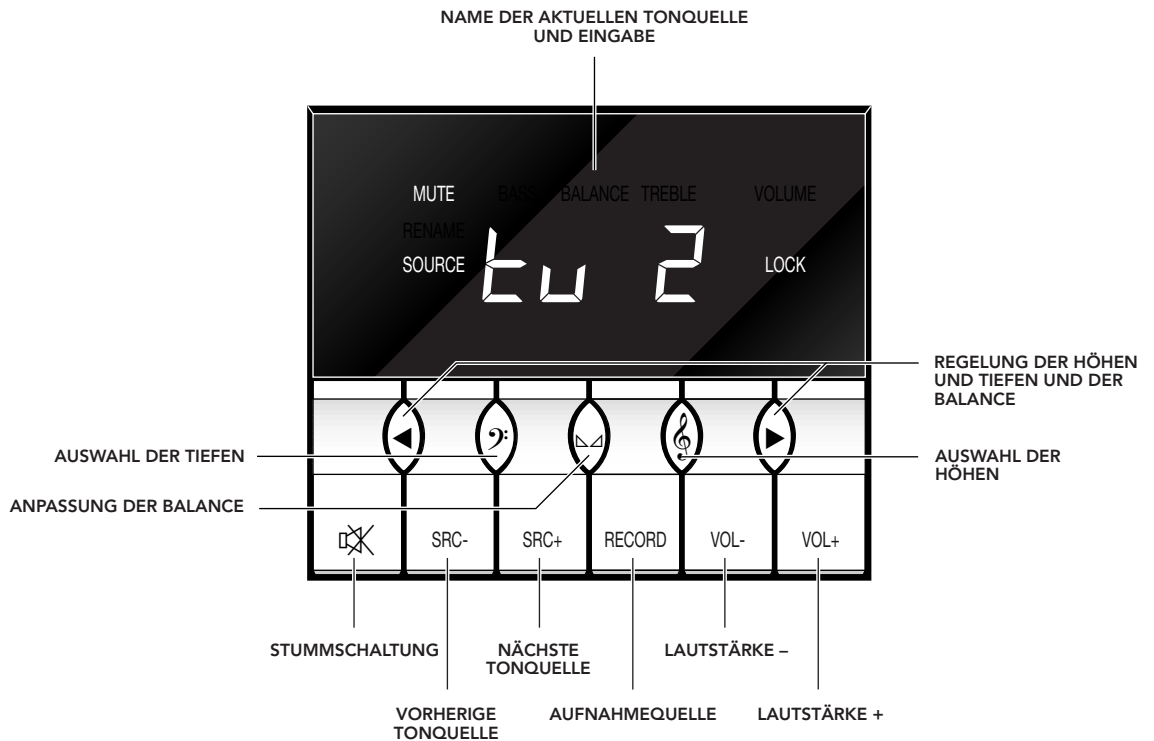 NAME DER AKTUELLEN TONQUELLE
UND EINGABE
MUTE BASS BALANCE TREBLE VOLUME
RENAME
SOURCE tu 2 LOCK
REGELUNG DER HÖHEN
UND TIEFEN UND DER
BALANCE
AUSWAHL DER TIEFEN
AUSWAHL DER
HÖHEN
ANPASSUNG DER BALANCE
SRC- SRC+ RECORD VOL- VOL+
STUMMSCHALTUNG
NÄCHSTE
TONQUELLE
LAUTSTÄRKE –
VORHERIGE
TONQUELLE
AUFNAHMEQUELLE
LAUTSTÄRKE +